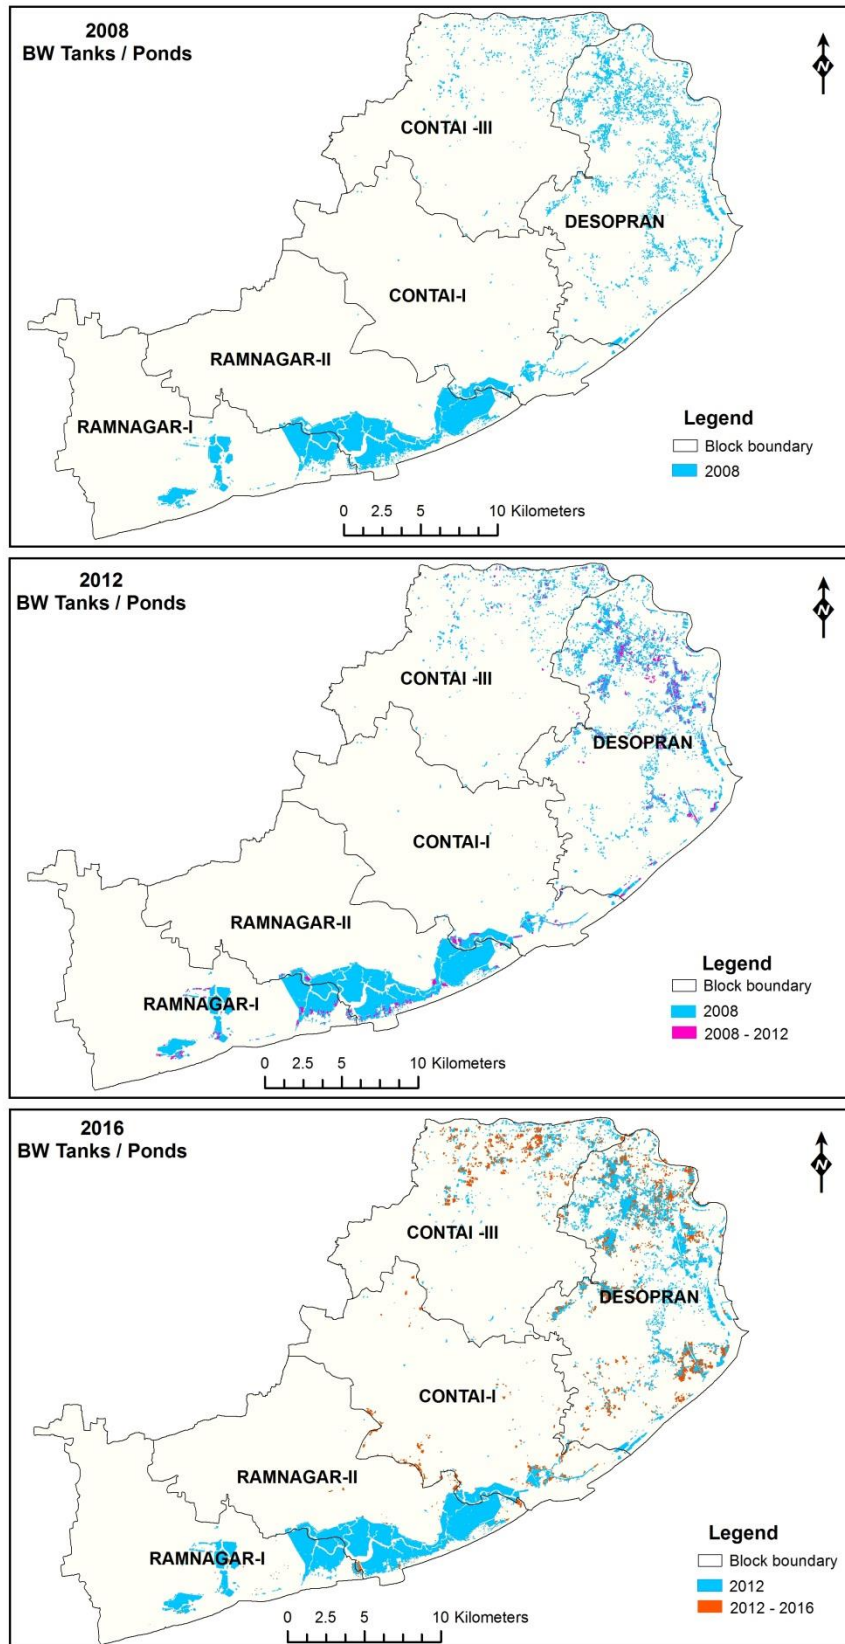 2008
BW Tanks / Ponds
N
CONTAI -III
DESOPRAN
CONTAI-I
RAMNAGAR-II
RAMNAGAR-I
Legend
Block boundary
2008
0 2.5 5 10 Kilometers
2012
BW Tanks / Ponds
N
CONTAI -III
DESOPRAN
CONTAI-I
RAMNAGAR-II
RAMNAGAR-I
Legend
Block boundary
2008
2008 - 2012
0 2.5 5 10 Kilometers
2016
BW Tanks / Ponds
N
CONTAI -III
DESOPRAN
CONTAI-I
RAMNAGAR-II
RAMNAGAR-I
Legend
Block boundary
2012
2012 - 2016
0 2.5 5 10 Kilometers